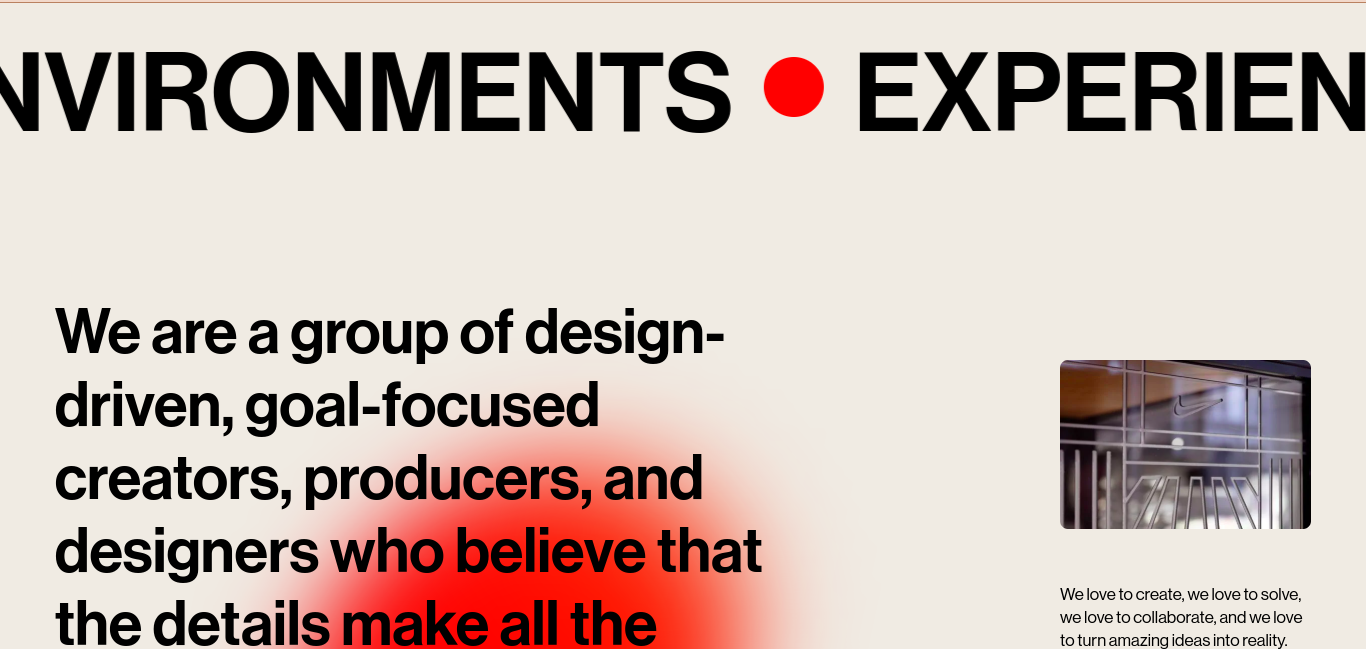 NVIRONMENTS EXPERIEN
We are a group of design-
driven, goal-focused
creators, producers, and
designers who believe that
the details make all the
We love to create, we love to solve,
we love to collaborate, and we love
to turn amazing ideas into reality.